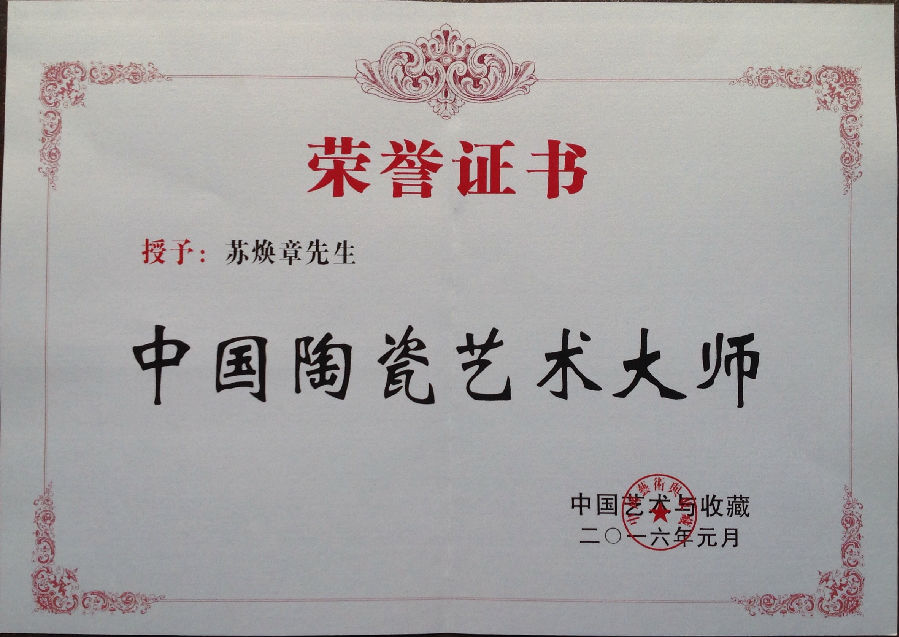 荣誉证书
授予：苏焕章先生
中国陶瓷艺术大师
中国艺术与收藏
二〇一六年元月